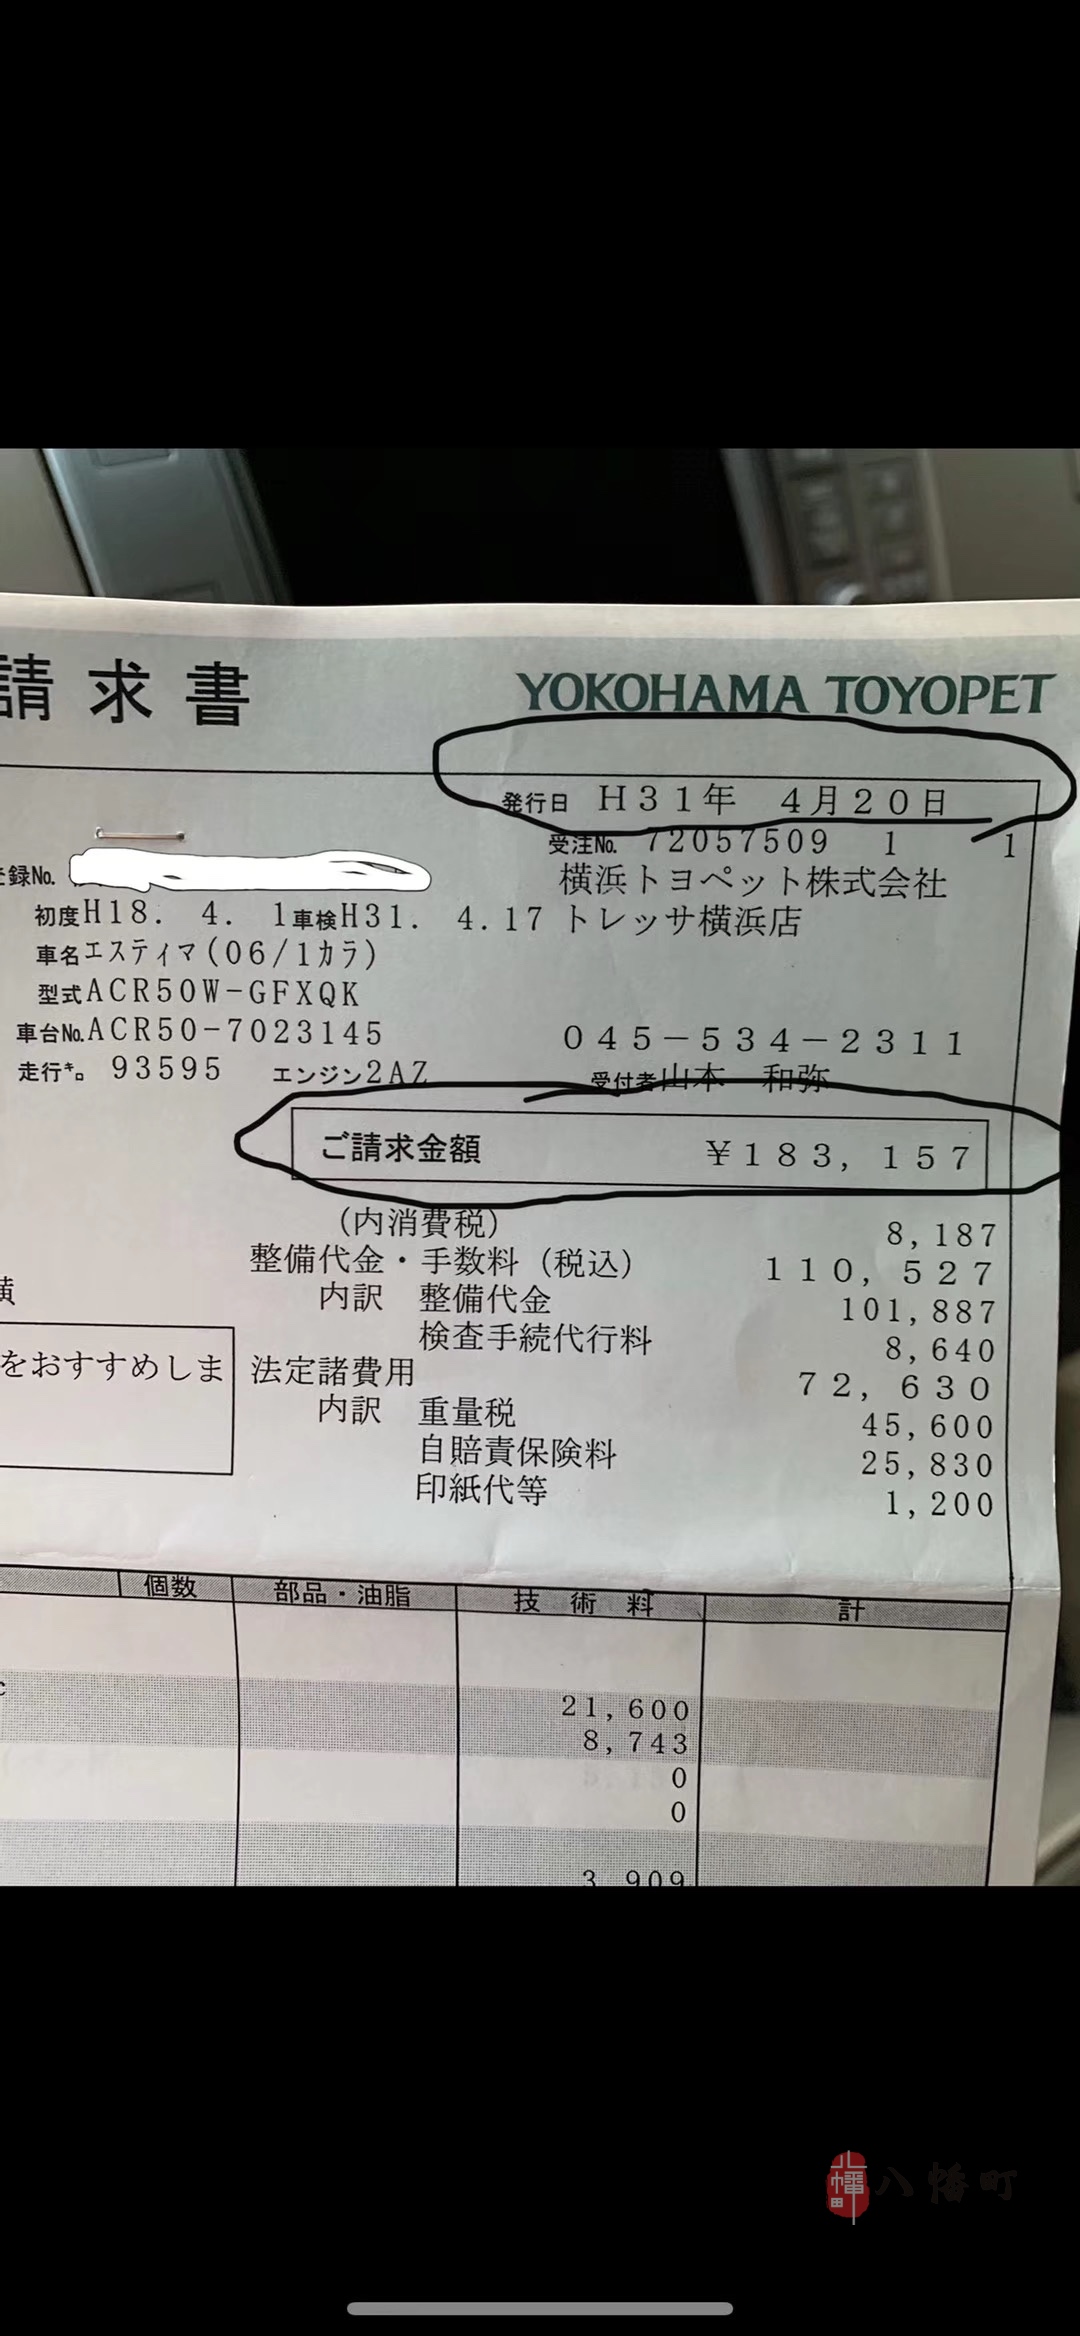 請求書
YOKOHAMA TOYOPET
発行日 H31年 4月20日
受注No. 72057509 1 1
登録No.
横浜トヨペット株式会社
初度H18. 4. 1車検H31. 4.17
トレッサ横浜店
車名エスティマ(06/1カラ)
型式ACR50W-GFXQK
車台No.ACR50-7023145
045-534-2311
走行キロ 93595 エンジン2AZ
受付者山本 和弥
ご請求金額 ¥183,157
(内消費税) 8,187
整備代金・手数料(税込) 110,527
内訳 整備代金 101,887
検査手続代行料 8,640
をおすすめしま
法定諸費用 72,630
内訳 重量税 45,600
自賠責保険料 25,830
印紙代等 1,200
個数 部品・油脂 技術料 計
21,600
8,743
0
0
3,909
八幡町